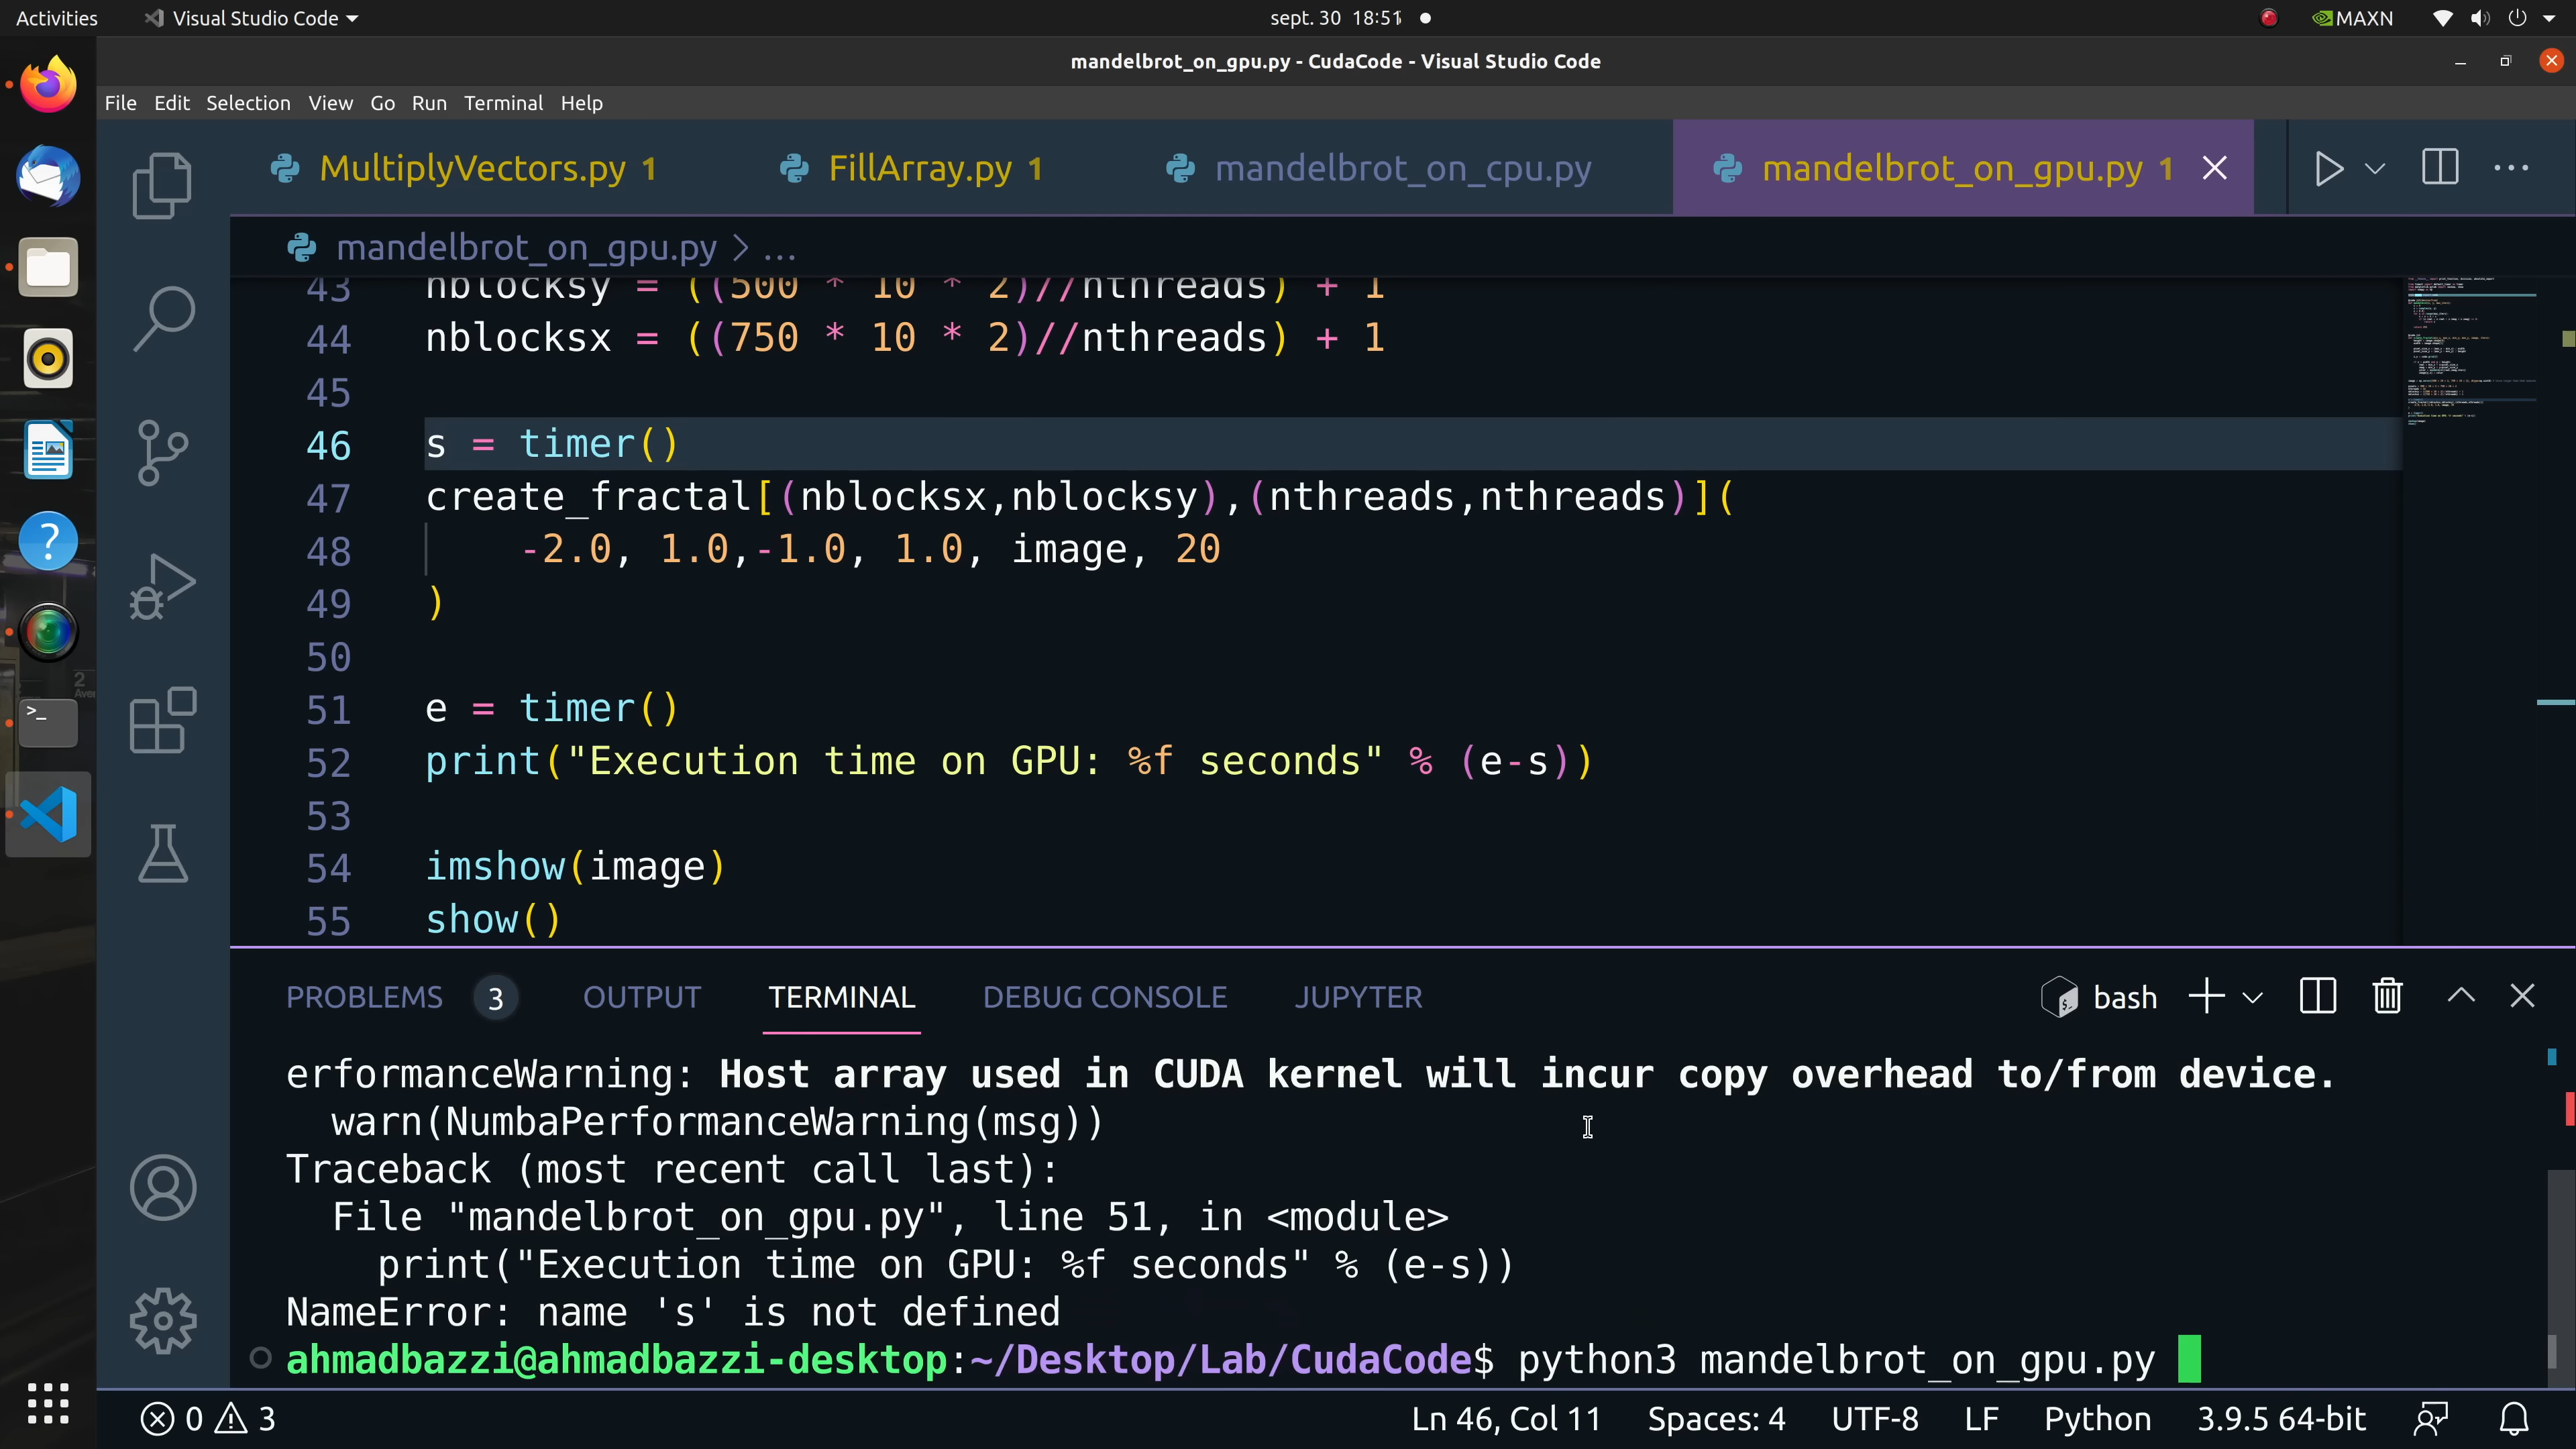 Activities
Visual Studio Code
sept. 30 18:51
MAXN
mandelbrot_on_gpu.py - CudaCode - Visual Studio Code
File Edit Selection View Go Run Terminal Help
MultiplyVectors.py 1
FillArray.py 1
mandelbrot_on_cpu.py
mandelbrot_on_gpu.py 1
mandelbrot_on_gpu.py > ...
43 nblocksy = ((500 * 10 * 2)//nthreads) + 1
44 nblocksx = ((750 * 10 * 2)//nthreads) + 1
45
46 s = timer()
47 create_fractal[(nblocksx,nblocksy),(nthreads,nthreads)](
48 -2.0, 1.0,-1.0, 1.0, image, 20
49 )
50
51 e = timer()
52 print("Execution time on GPU: %f seconds" % (e-s))
53
54 imshow(image)
55 show()
PROBLEMS 3 OUTPUT TERMINAL DEBUG CONSOLE JUPYTER
bash
erformanceWarning: Host array used in CUDA kernel will incur copy overhead to/from device.
warn(NumbaPerformanceWarning(msg))
Traceback (most recent call last):
File "mandelbrot_on_gpu.py", line 51, in <module>
print("Execution time on GPU: %f seconds" % (e-s))
NameError: name 's' is not defined
ahmadbazzi@ahmadbazzi-desktop:~/Desktop/Lab/CudaCode$ python3 mandelbrot_on_gpu.py
0 3
Ln 46, Col 11 Spaces: 4 UTF-8 LF Python 3.9.5 64-bit